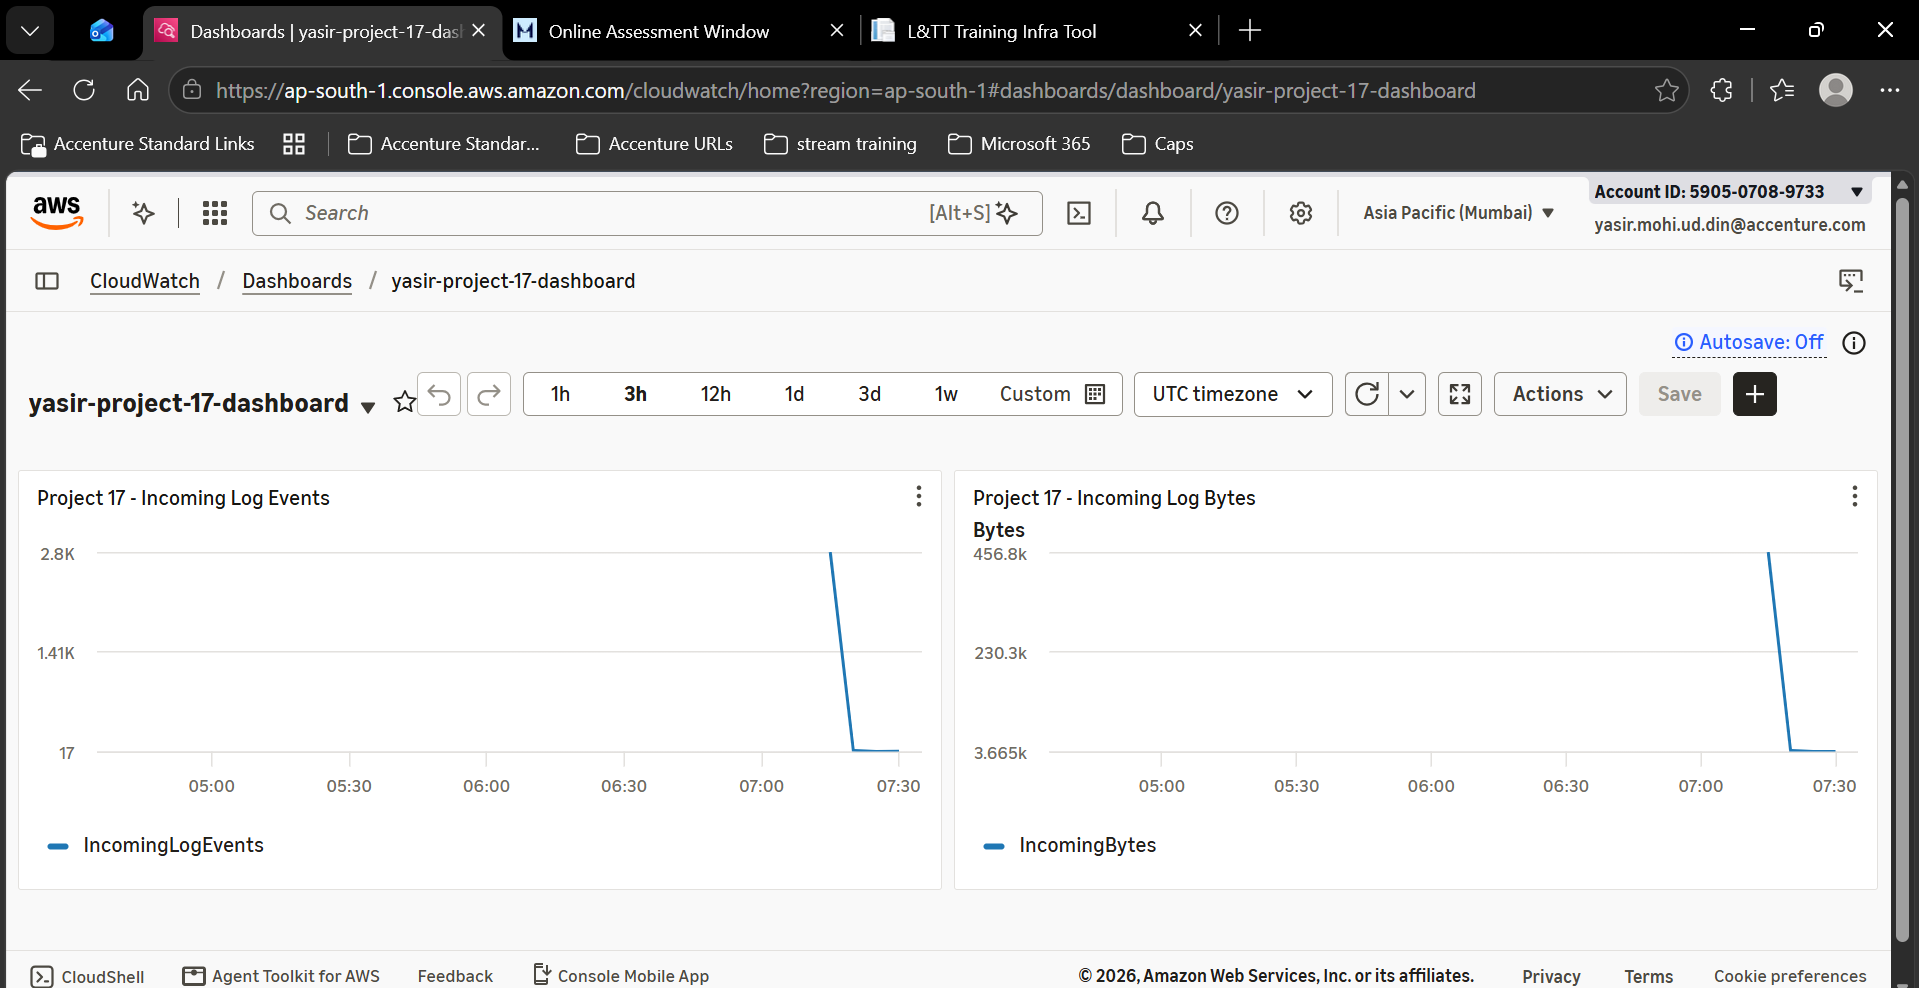 Dashboards | yasir-project-17-das
Online Assessment Window
L&TT Training Infra Tool
https://ap-south-1.console.aws.amazon.com/cloudwatch/home?region=ap-south-1#dashboards/dashboard/yasir-project-17-dashboard
Accenture Standard Links
Accenture Standar...
Accenture URLs
stream training
Microsoft 365
Caps
aws
Search
[Alt+S]
Asia Pacific (Mumbai)
Account ID: 5905-0708-9733
yasir.mohi.ud.din@accenture.com
CloudWatch / Dashboards / yasir-project-17-dashboard
Autosave: Off
yasir-project-17-dashboard
1h 3h 12h 1d 3d 1w Custom
UTC timezone
Actions
Save
Project 17 - Incoming Log Events
2.8K
1.41K
17
05:00 05:30 06:00 06:30 07:00 07:30
IncomingLogEvents
Project 17 - Incoming Log Bytes
Bytes
456.8k
230.3k
3.665k
05:00 05:30 06:00 06:30 07:00 07:30
IncomingBytes
CloudShell
Agent Toolkit for AWS
Feedback
Console Mobile App
© 2026, Amazon Web Services, Inc. or its affiliates.
Privacy
Terms
Cookie preferences